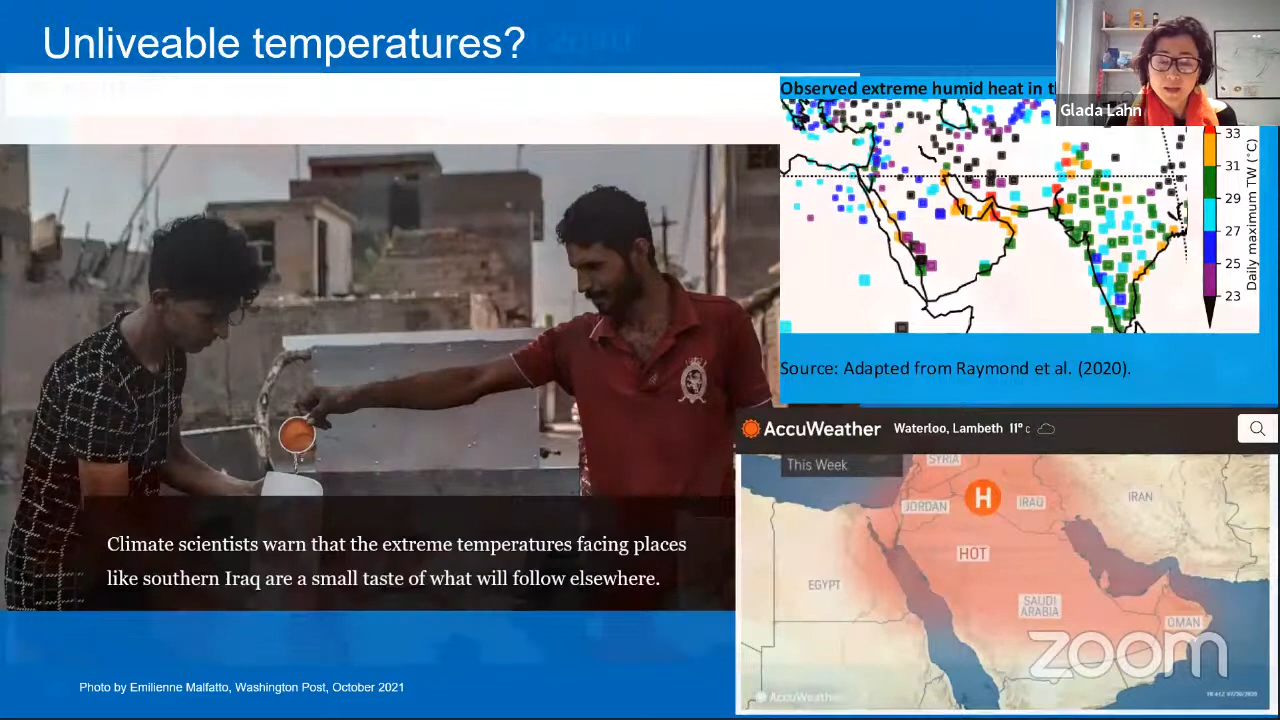 Unliveable temperatures?
Observed extreme humid heat in t
Glada Lahn
33
31
29
27
25
23
Daily maximum TW (°C)
Source: Adapted from Raymond et al. (2020).
AccuWeather
Waterloo, Lambeth 11° c
This Week
SYRIA
H
IRAQ
IRAN
JORDAN
HOT
EGYPT
SAUDI
ARABIA
OMAN
zoom
AccuWeather
Climate scientists warn that the extreme temperatures facing places
like southern Iraq are a small taste of what will follow elsewhere.
Photo by Emilienne Malfatto, Washington Post, October 2021